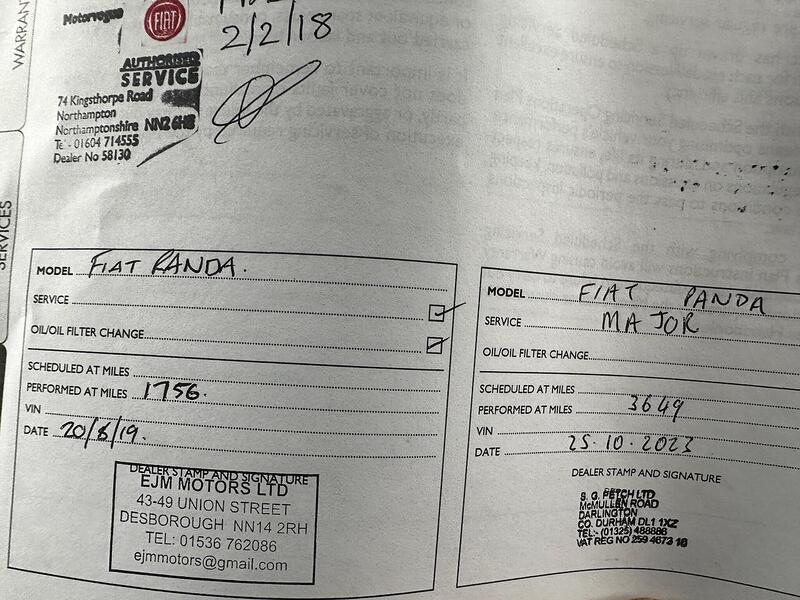 WARRANT
SERVICES
Motorvogue
FIAT
2/2/18
AUTHORISED
SERVICE
74 Kingsthorpe Road
Northampton
Northamptonshire NN2 6HB
Tel - 01604 714555
Dealer No 58130
MODEL FIAT PANDA.
SERVICE
OIL/OIL FILTER CHANGE
SCHEDULED AT MILES
PERFORMED AT MILES 1756.
VIN
DATE 20/8/19.
DEALER STAMP AND SIGNATURE
EJM MOTORS LTD
43-49 UNION STREET
DESBOROUGH NN14 2RH
TEL: 01536 762086
ejmmotors@gmail.com
MODEL FIAT PANDA
SERVICE MAJOR
OIL/OIL FILTER CHANGE
SCHEDULED AT MILES
PERFORMED AT MILES 3649
VIN
DATE 25.10.2023
DEALER STAMP AND SIGNATURE
S. G. PETCH LTD
McMULLEN ROAD
DARLINGTON
CO. DURHAM DL1 1XZ
TEL:- (01325) 488886
VAT REG NO 259 4673 16